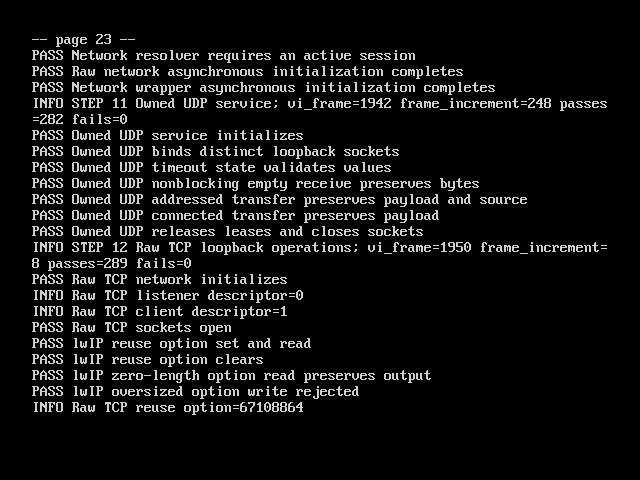 -- page 23 --
PASS Network resolver requires an active session
PASS Raw network asynchronous initialization completes
PASS Network wrapper asynchronous initialization completes
INFO STEP 11 Owned UDP service; vi_frame=1942 frame_increment=248 passes
=282 fails=0
PASS Owned UDP service initializes
PASS Owned UDP binds distinct loopback sockets
PASS Owned UDP timeout state validates values
PASS Owned UDP nonblocking empty receive preserves bytes
PASS Owned UDP addressed transfer preserves payload and source
PASS Owned UDP connected transfer preserves payload
PASS Owned UDP releases leases and closes sockets
INFO STEP 12 Raw TCP loopback operations; vi_frame=1950 frame_increment=
8 passes=289 fails=0
PASS Raw TCP network initializes
INFO Raw TCP listener descriptor=0
INFO Raw TCP client descriptor=1
PASS Raw TCP sockets open
PASS lwIP reuse option set and read
PASS lwIP reuse option clears
PASS lwIP zero-length option read preserves output
PASS lwIP oversized option write rejected
INFO Raw TCP reuse option=67108864